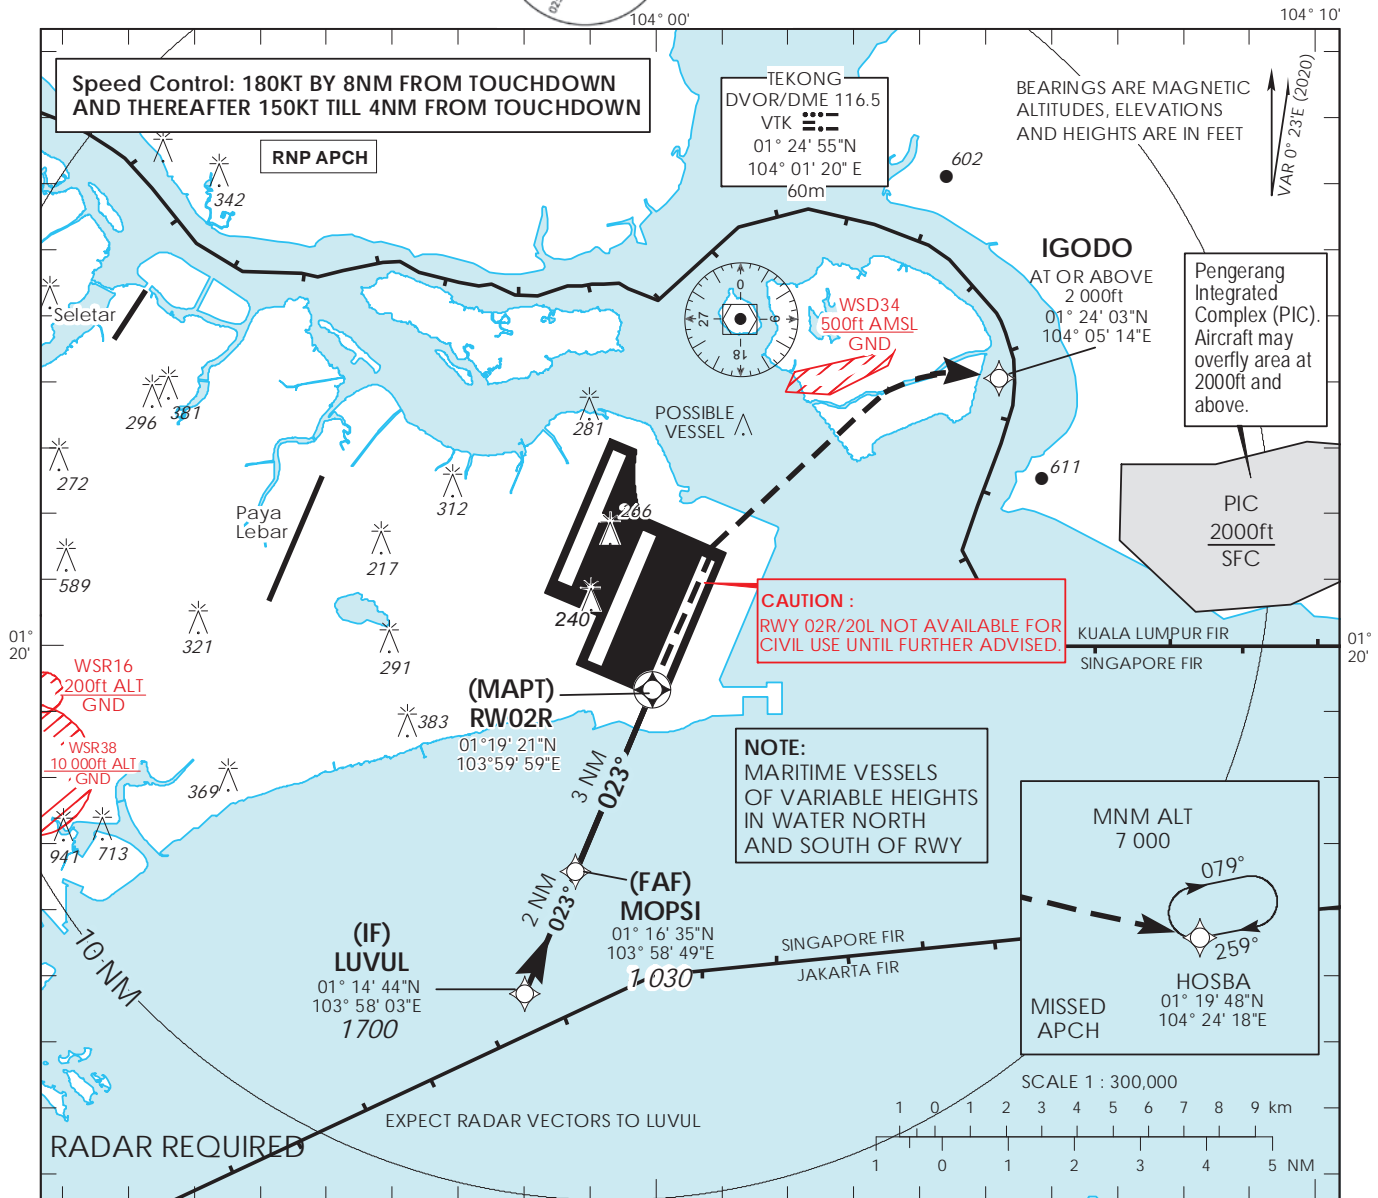 104° 00'
104° 10'
Speed Control: 180KT BY 8NM FROM TOUCHDOWN
AND THEREAFTER 150KT TILL 4NM FROM TOUCHDOWN
RNP APCH
TEKONG
DVOR/DME 116.5
VTK
01° 24' 55"N
104° 01' 20" E
60m
BEARINGS ARE MAGNETIC
ALTITUDES, ELEVATIONS
AND HEIGHTS ARE IN FEET
VAR 0° 23'E (2020)
342
602
IGODO
AT OR ABOVE
2 000ft
01° 24' 03"N
104° 05' 14"E
Pengerang
Integrated
Complex (PIC).
Aircraft may
overfly area at
2000ft and
above.
Seletar
0
9
18
27
WSD34
500ft AMSL
GND
296
381
281
POSSIBLE
VESSEL
272
312
611
PIC
2000ft
SFC
Paya
Lebar
266
217
589
240
321
291
CAUTION :
RWY 02R/20L NOT AVAILABLE FOR
CIVIL USE UNTIL FURTHER ADVISED.
KUALA LUMPUR FIR
SINGAPORE FIR
01°
20'
01°
20'
WSR16
200ft ALT
GND
(MAPT)
RW02R
01°19' 21"N
103°59' 59"E
383
WSR38
10 000ft ALT
GND
369
941
713
3 NM
023°
NOTE:
MARITIME VESSELS
OF VARIABLE HEIGHTS
IN WATER NORTH
AND SOUTH OF RWY
MNM ALT
7 000
079°
259°
HOSBA
01° 19' 48"N
104° 24' 18"E
MISSED
APCH
2 NM
023°
(FAF)
MOPSI
01° 16' 35"N
103° 58' 49"E
1 030
(IF)
LUVUL
01° 14' 44"N
103° 58' 03"E
1700
10 NM
SINGAPORE FIR
JAKARTA FIR
EXPECT RADAR VECTORS TO LUVUL
RADAR REQUIRED
SCALE 1 : 300,000
1 0 1 2 3 4 5 6 7 8 9 km
1 0 1 2 3 4 5 NM